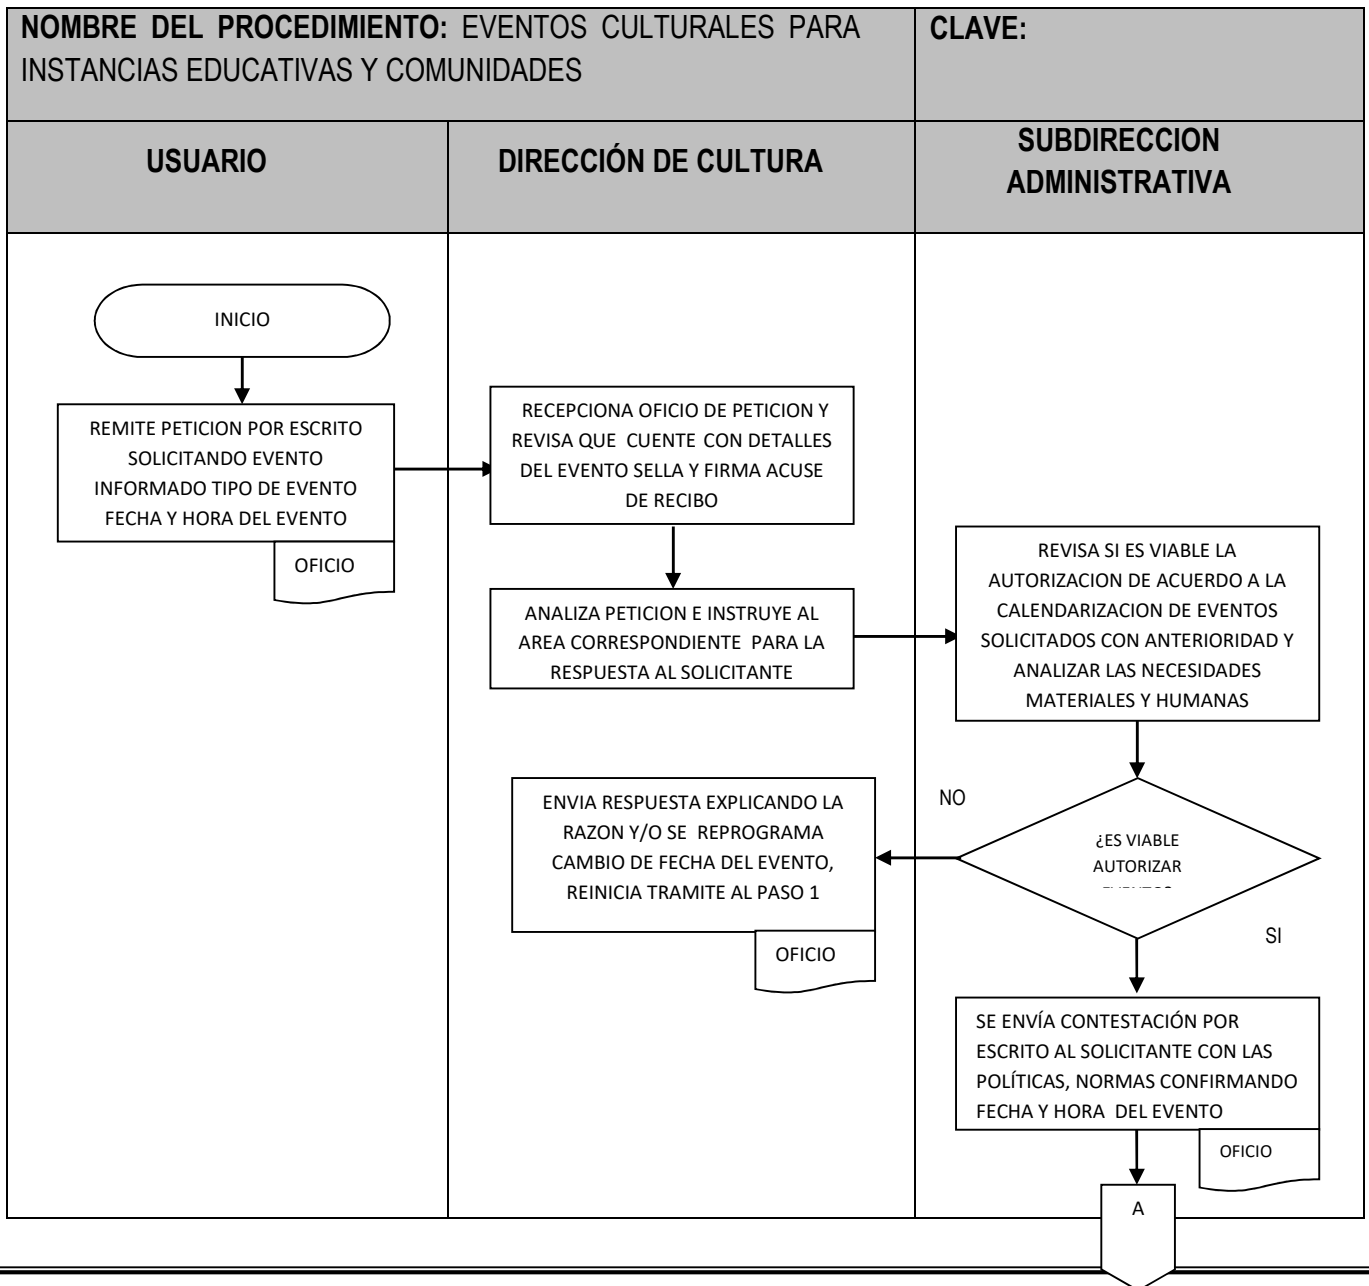 NOMBRE DEL PROCEDIMIENTO: EVENTOS CULTURALES PARA
INSTANCIAS EDUCATIVAS Y COMUNIDADES
CLAVE:
USUARIO
DIRECCIÓN DE CULTURA
SUBDIRECCION
ADMINISTRATIVA
INICIO
REMITE PETICION POR ESCRITO
SOLICITANDO EVENTO
INFORMADO TIPO DE EVENTO
FECHA Y HORA DEL EVENTO
OFICIO
RECEPCIONA OFICIO DE PETICION Y
REVISA QUE CUENTE CON DETALLES
DEL EVENTO SELLA Y FIRMA ACUSE
DE RECIBO
ANALIZA PETICION E INSTRUYE AL
AREA CORRESPONDIENTE PARA LA
RESPUESTA AL SOLICITANTE
REVISA SI ES VIABLE LA
AUTORIZACION DE ACUERDO A LA
CALENDARIZACION DE EVENTOS
SOLICITADOS CON ANTERIORIDAD Y
ANALIZAR LAS NECESIDADES
MATERIALES Y HUMANAS
¿ES VIABLE
AUTORIZAR
NO
ENVIA RESPUESTA EXPLICANDO LA
RAZON Y/O SE REPROGRAMA
CAMBIO DE FECHA DEL EVENTO,
REINICIA TRAMITE AL PASO 1
OFICIO
SI
SE ENVÍA CONTESTACIÓN POR
ESCRITO AL SOLICITANTE CON LAS
POLÍTICAS, NORMAS CONFIRMANDO
FECHA Y HORA DEL EVENTO
OFICIO
A